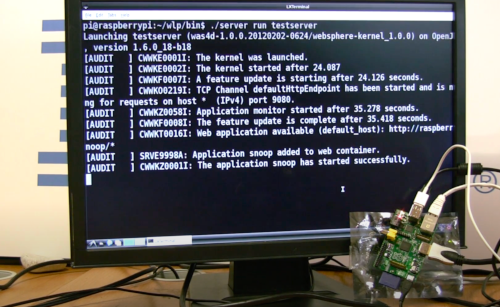 LXTerminal
pi@raspberrypi:~/wlp/bin$ ./server run testserver
Launching testserver (was4d-1.0.0.20120202-0624/websphere-kernel_1.0.0) on OpenJ
, version 1.6.0_18-b18
[AUDIT ] CWWKE0001I: The kernel was launched.
[AUDIT ] CWWKE0002I: The kernel started after 24.087
[AUDIT ] CWWKF0007I: A feature update is starting after 24.126 seconds.
[AUDIT ] CWWKO0219I: TCP Channel defaultHttpEndpoint has been started and is n
ng for requests on host * (IPv4) port 9080.
[AUDIT ] CWWKZ0058I: Application monitor started after 35.278 seconds.
[AUDIT ] CWWKF0008I: The feature update is complete after 35.418 seconds.
[AUDIT ] CWWKT0016I: Web application available (default_host): http://raspberr
noop/*
[AUDIT ] SRVE9998A: Application snoop added to web container.
[AUDIT ] CWWKZ0001I: The application snoop has started successfully.